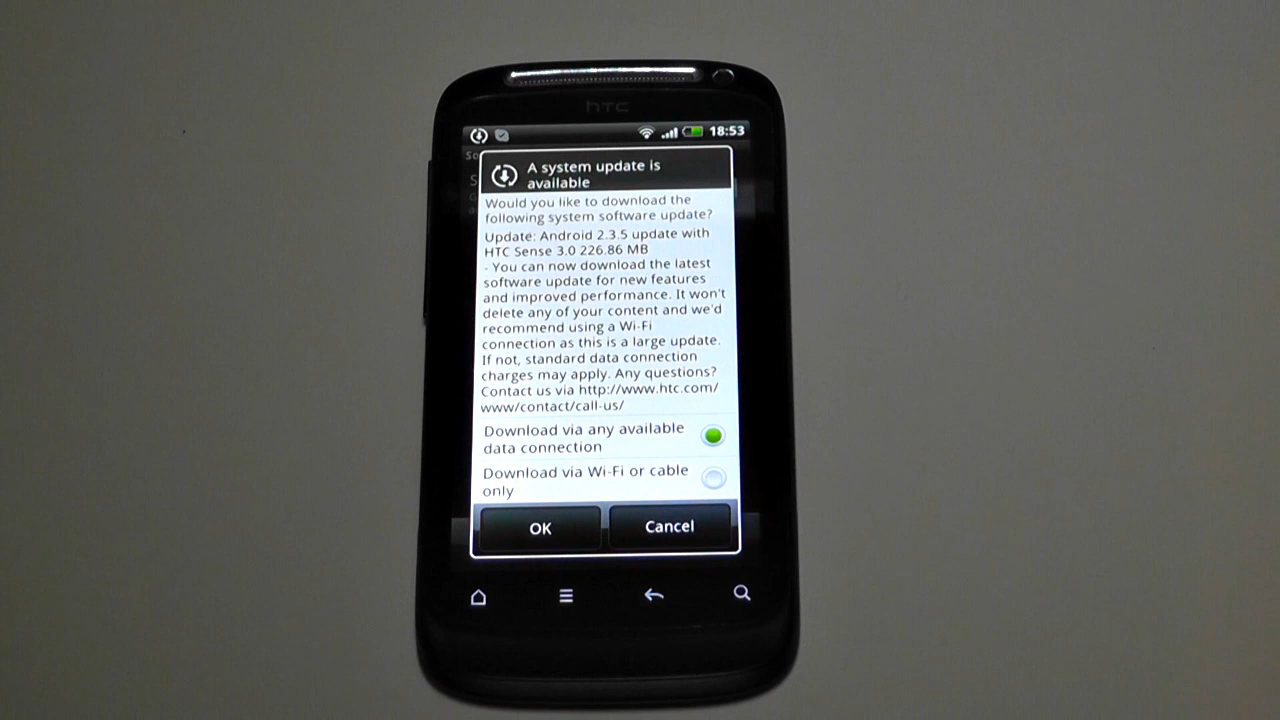 hTC
18:53
So
S
A system update is
available
Would you like to download the
following system software update?
Update: Android 2.3.5 update with
HTC Sense 3.0 226.86 MB
- You can now download the latest
software update for new features
and improved performance. It won't
delete any of your content and we'd
recommend using a Wi-Fi
connection as this is a large update.
If not, standard data connection
charges may apply. Any questions?
Contact us via http://www.htc.com/
www/contact/call-us/
Download via any available
data connection
Download via Wi-Fi or cable
only
OK
Cancel